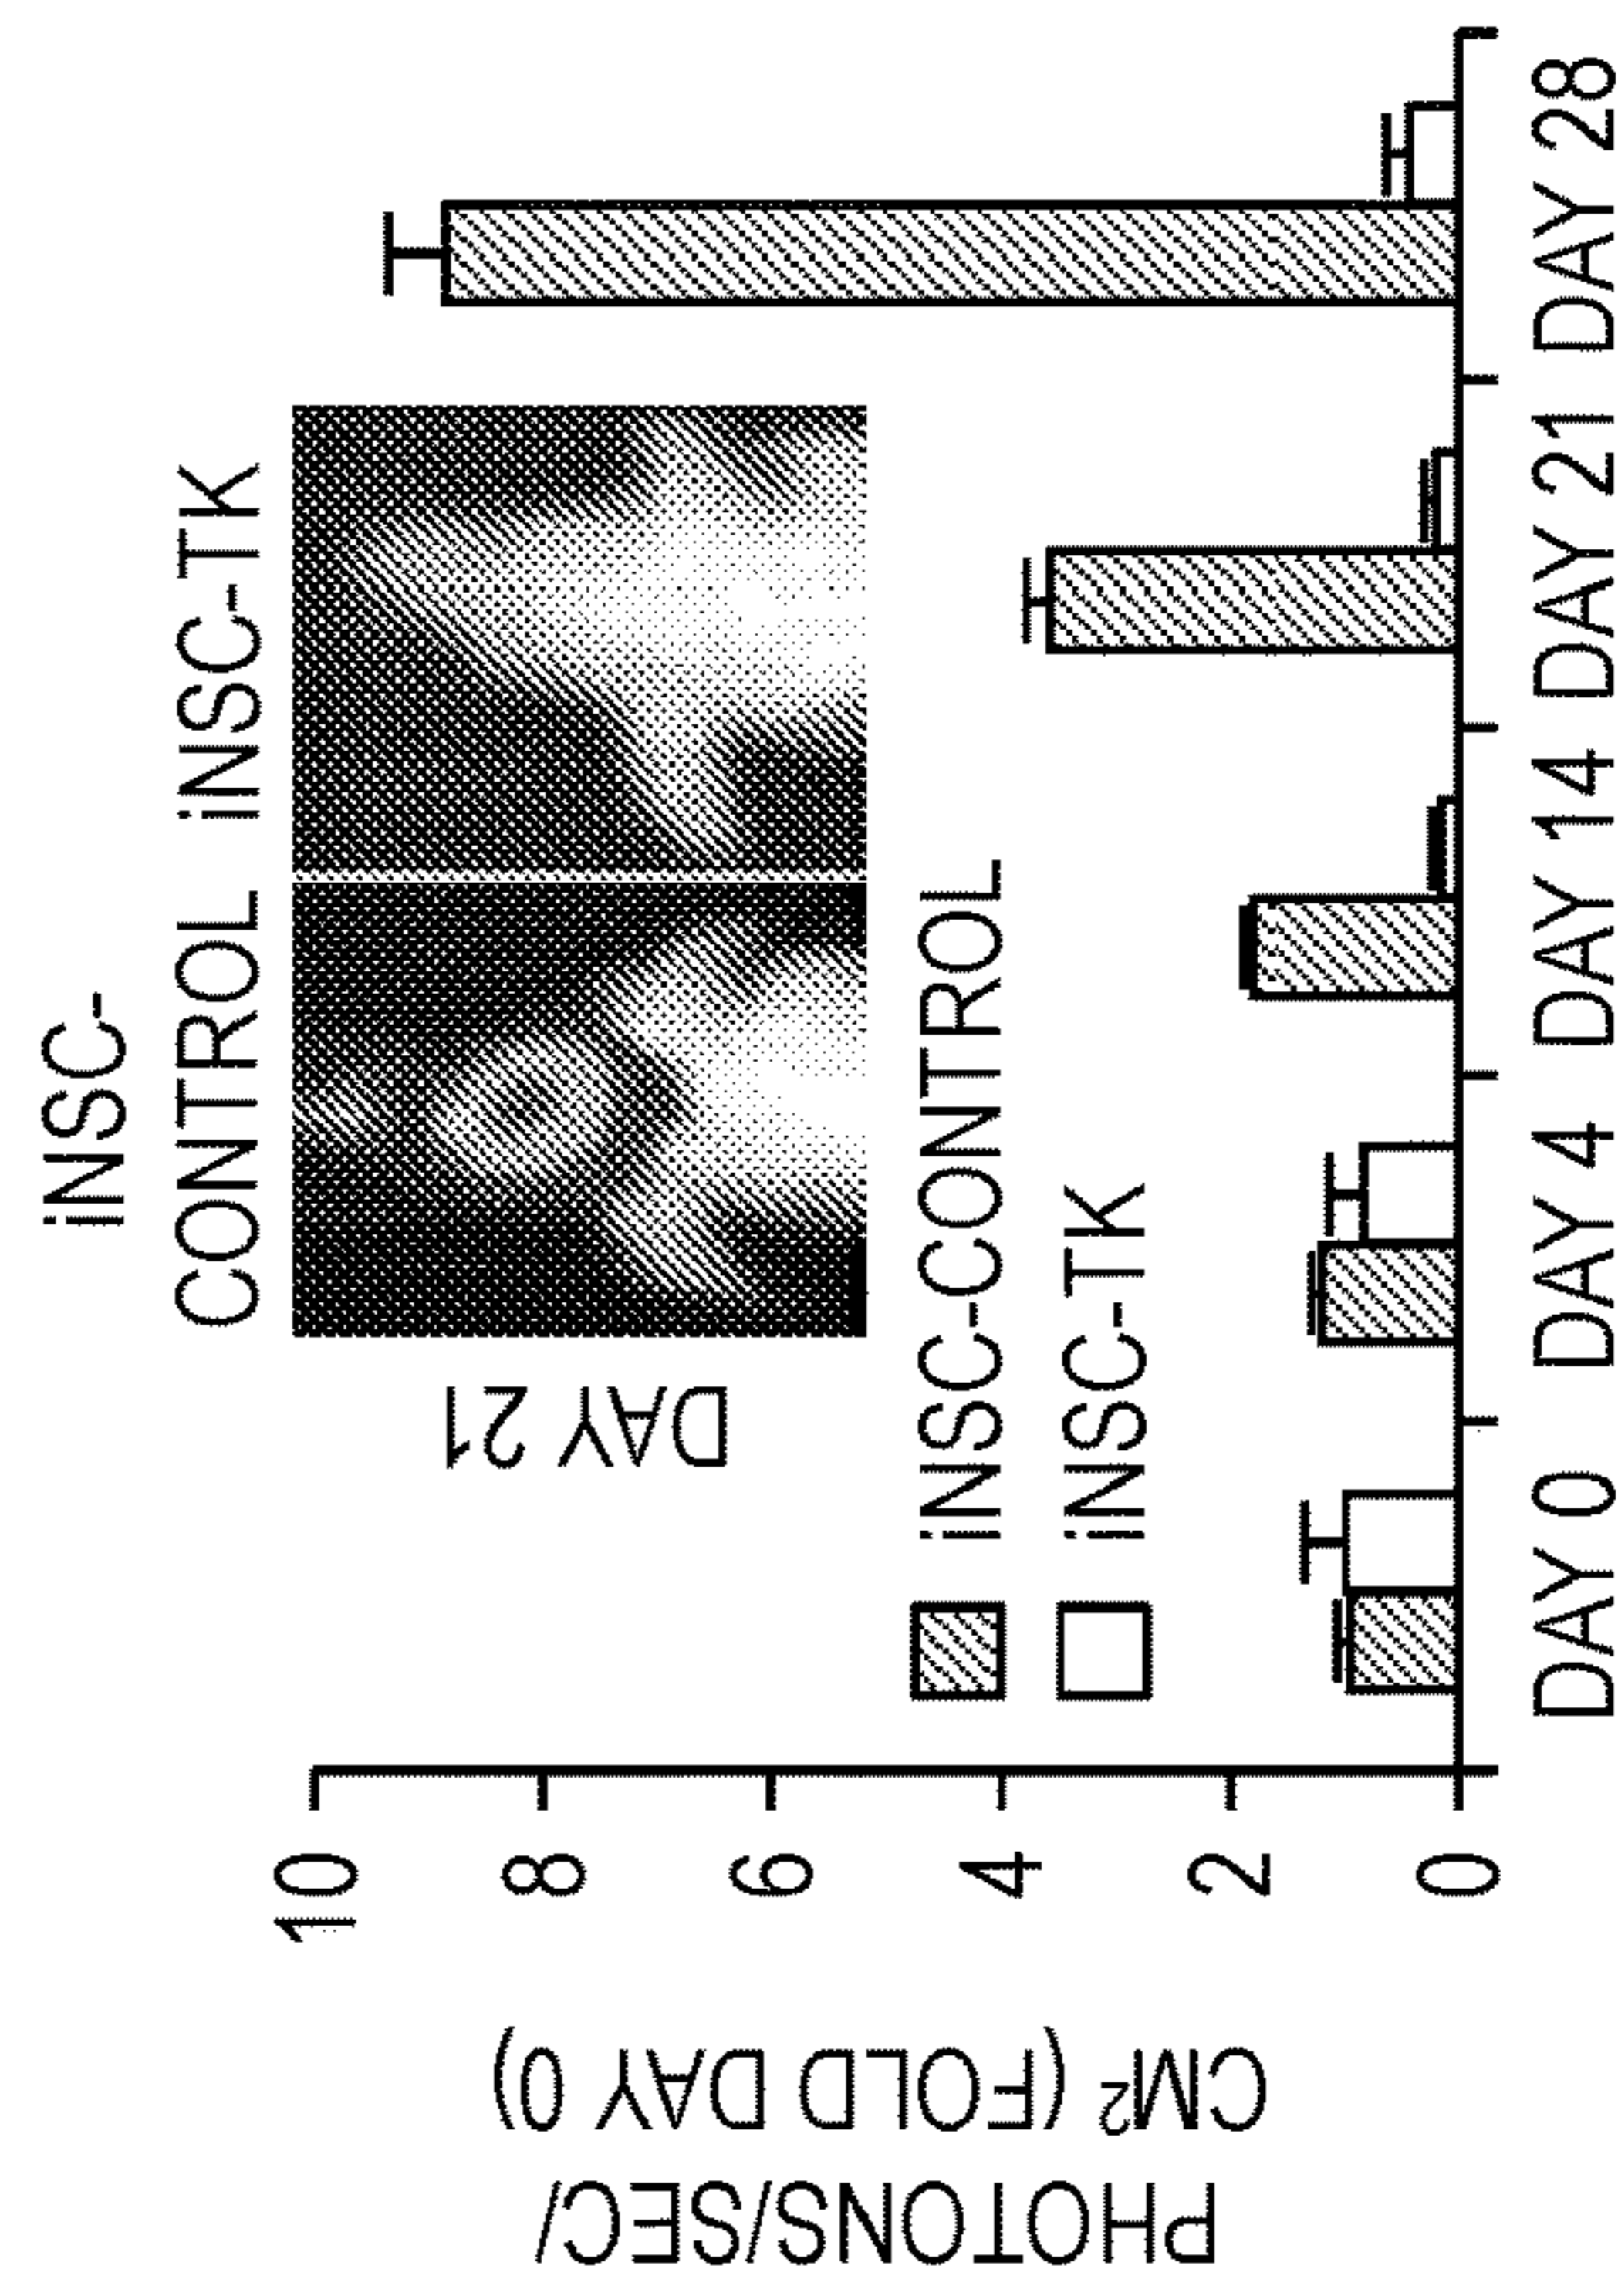 iNSC-
CONTROL iNSC-TK
DAY 21
iNSC-CONTROL
iNSC-TK
PHOTONS/SEC/
CM² (FOLD DAY 0)
10
8
6
4
2
0
DAY 0 DAY 4 DAY 14 DAY 21 DAY 28